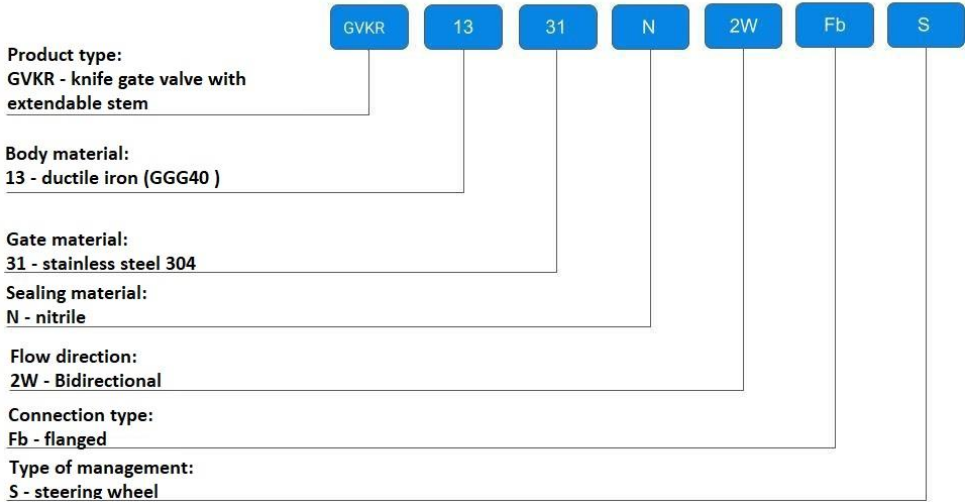 GVKR 13 31 N 2W Fb S
Product type:
GVKR - knife gate valve with
extendable stem
Body material:
13 - ductile iron (GGG40 )
Gate material:
31 - stainless steel 304
Sealing material:
N - nitrile
Flow direction:
2W - Bidirectional
Connection type:
Fb - flanged
Type of management:
S - steering wheel